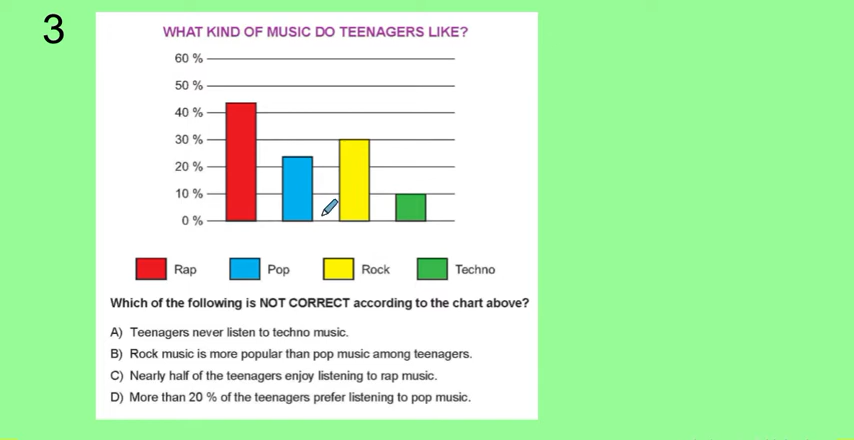 3
WHAT KIND OF MUSIC DO TEENAGERS LIKE?
60 %
50 %
40 %
30 %
20 %
10 %
0 %
Rap Pop Rock Techno
Which of the following is NOT CORRECT according to the chart above?
A) Teenagers never listen to techno music.
B) Rock music is more popular than pop music among teenagers.
C) Nearly half of the teenagers enjoy listening to rap music.
D) More than 20 % of the teenagers prefer listening to pop music.